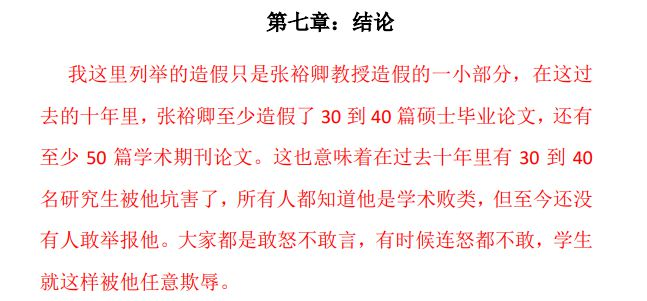 第七章：结论
我这里列举的造假只是张裕卿教授造假的一小部分，在这过
去的十年里，张裕卿至少造假了 30 到 40 篇硕士毕业论文，还有
至少 50 篇学术期刊论文。这也意味着在过去十年里有 30 到 40
名研究生被他坑害了，所有人都知道他是学术败类，但至今还没
有人敢举报他。大家都是敢怒不敢言，有时候连怒都不敢，学生
就这样被他任意欺辱。